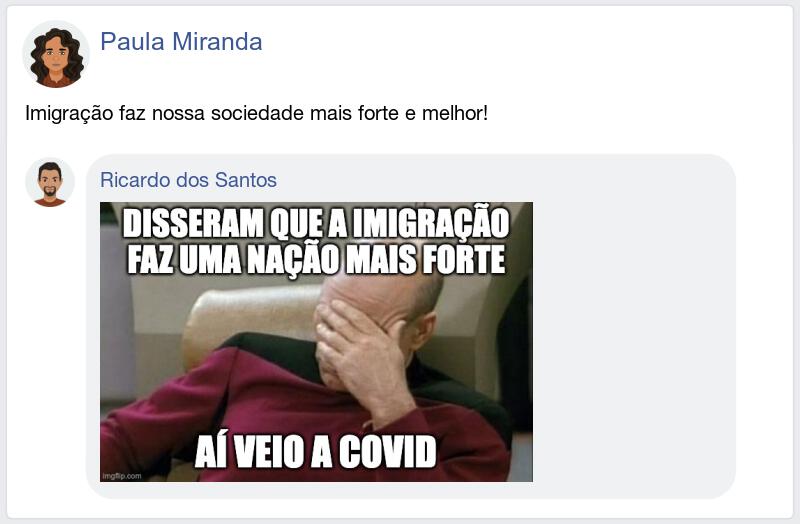 Paula Miranda
Imigração faz nossa sociedade mais forte e melhor!
Ricardo dos Santos
DISSERAM QUE A IMIGRAÇÃO
FAZ UMA NAÇÃO MAIS FORTE
AÍ VEIO A COVID
imgflip.com